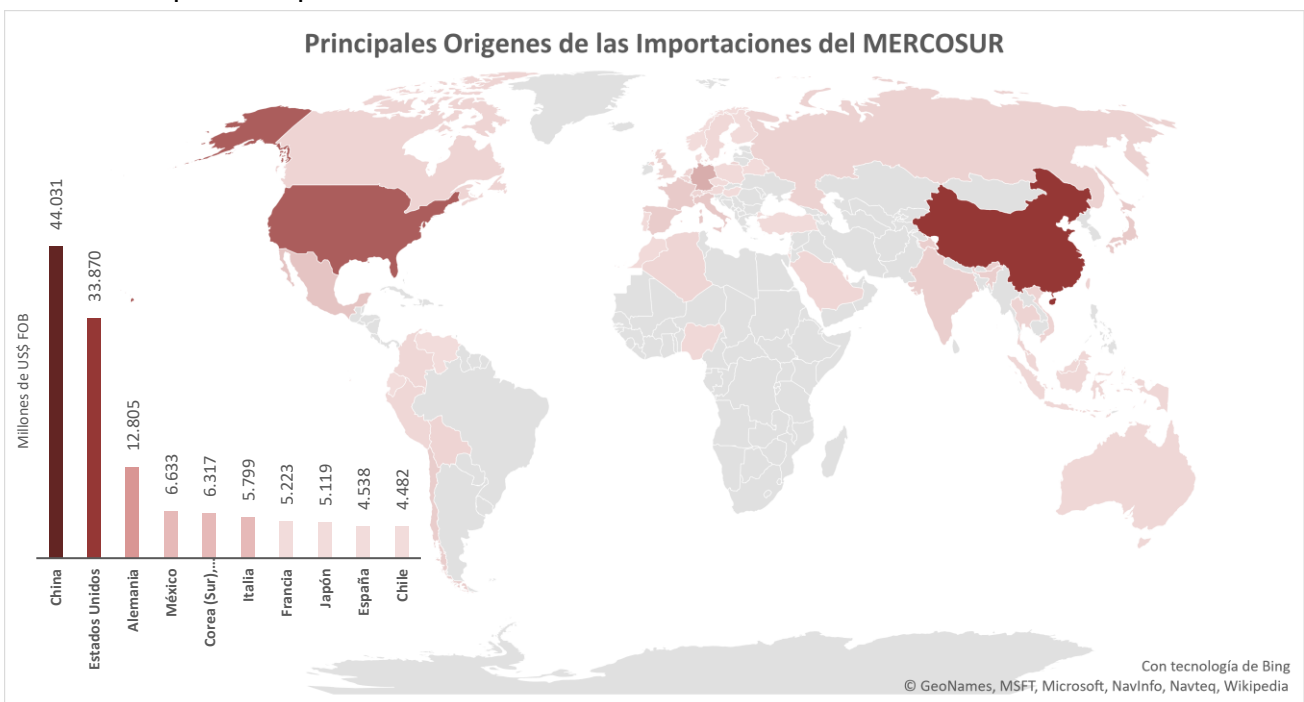 Principales Origenes de las Importaciones del MERCOSUR
Millones de US$ FOB
44.031
33.870
12.805
6.633
6.317
5.799
5.223
5.119
4.538
4.482
China
Estados Unidos
Alemania
México
Corea (Sur),...
Italia
Francia
Japón
España
Chile
Con tecnología de Bing
© GeoNames, MSFT, Microsoft, NavInfo, Navteq, Wikipedia